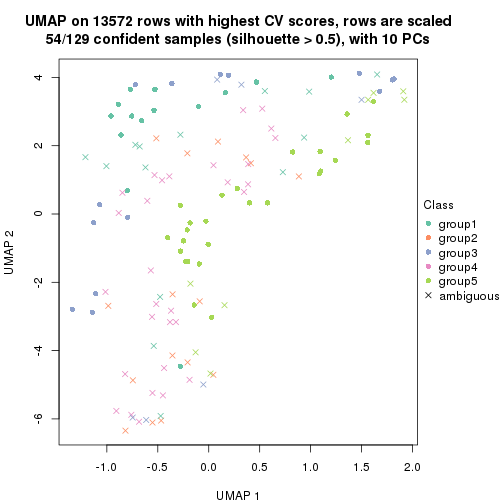 UMAP on 13572 rows with highest CV scores, rows are scaled
54/129 confident samples (silhouette > 0.5), with 10 PCs
4
2
0
-2
-4
-6
UMAP 2
-1.0
-0.5
0.0
0.5
1.0
1.5
2.0
UMAP 1
Class
group1
group2
group3
group4
group5
ambiguous